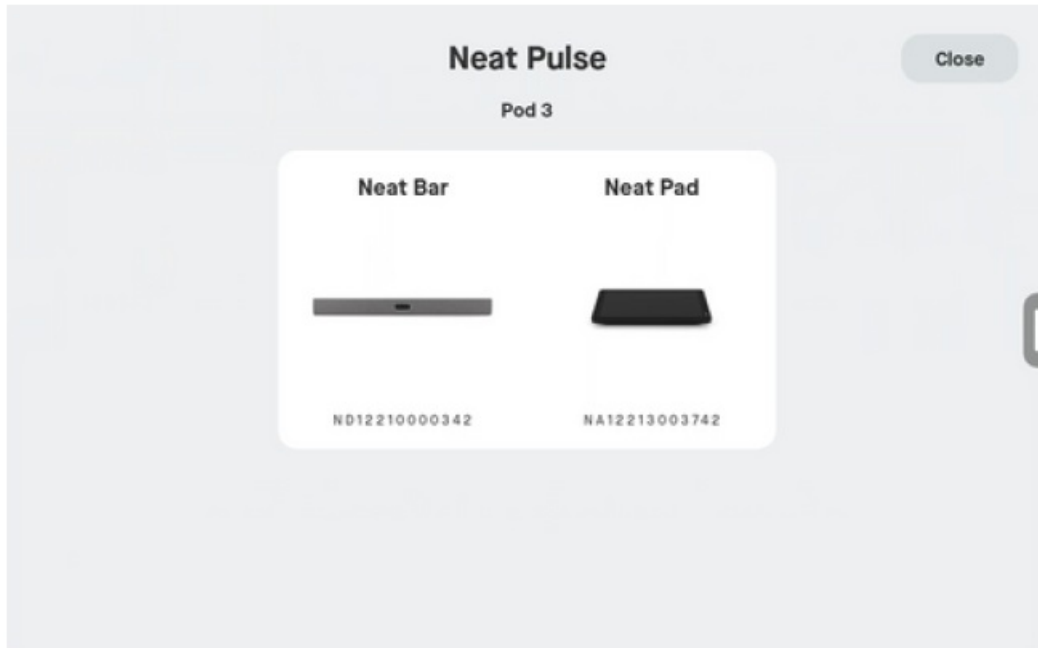 Neat Pulse
Close
Pod 3
Neat Bar
Neat Pad
ND12210000342
NA12213003742